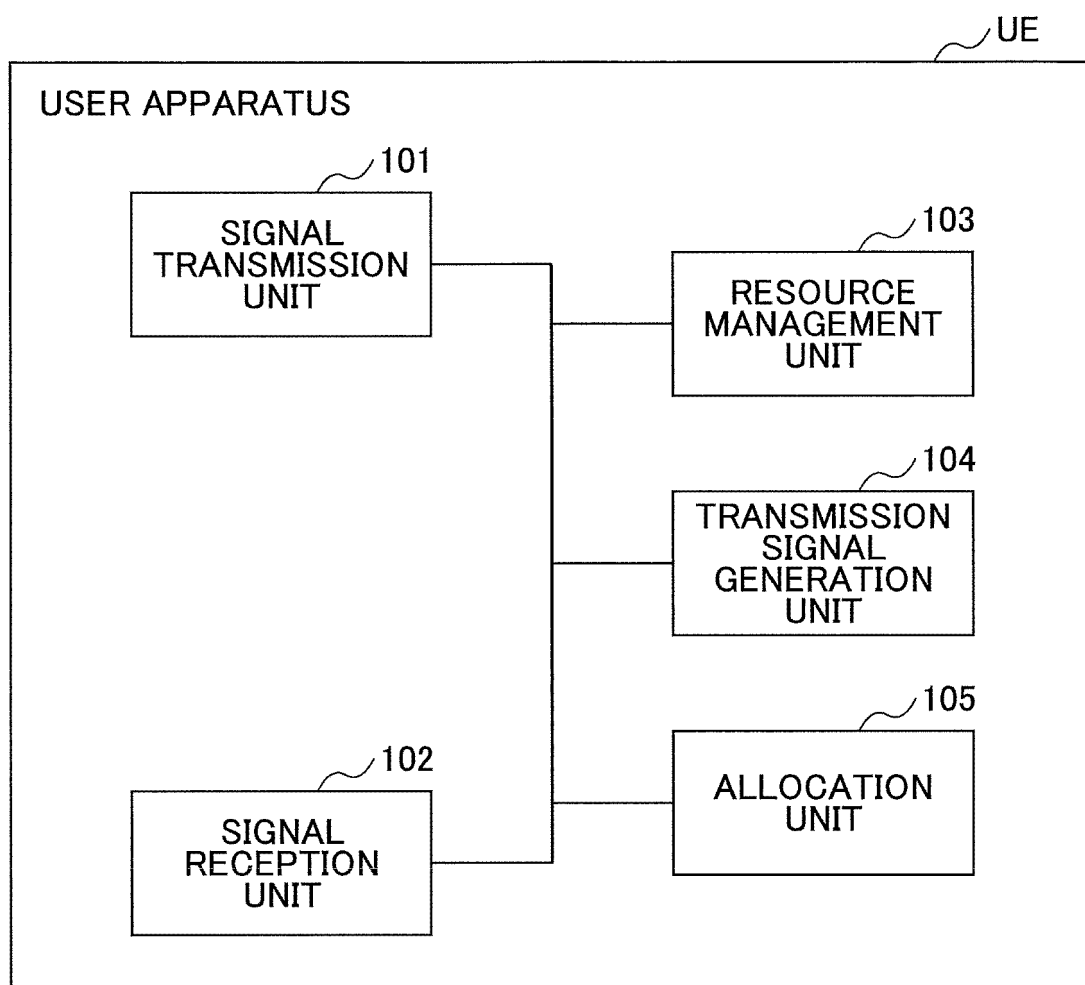 UE
USER APPARATUS
101
SIGNAL
TRANSMISSION
UNIT
103
RESOURCE
MANAGEMENT
UNIT
104
TRANSMISSION
SIGNAL
GENERATION
UNIT
105
ALLOCATION
UNIT
102
SIGNAL
RECEPTION
UNIT